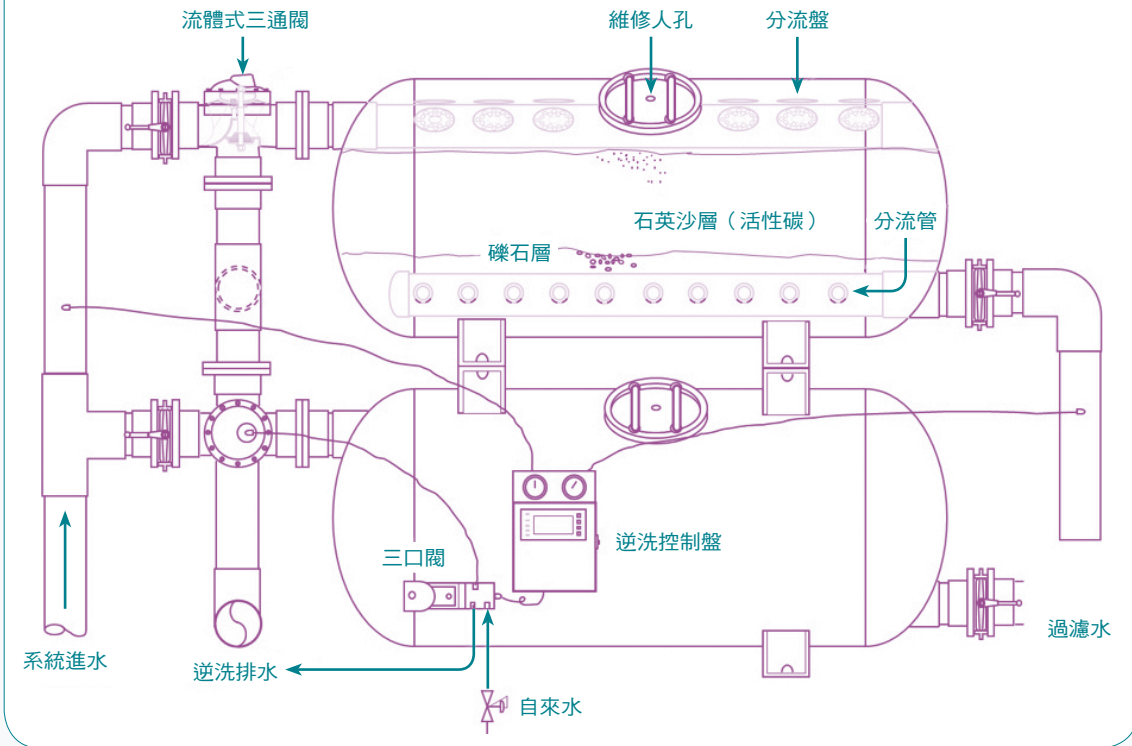 流體式三通閥
維修人孔
分流盤
石英沙層（活性碳）
分流管
礫石層
三口閥
逆洗控制盤
系統進水
逆洗排水
自來水
過濾水